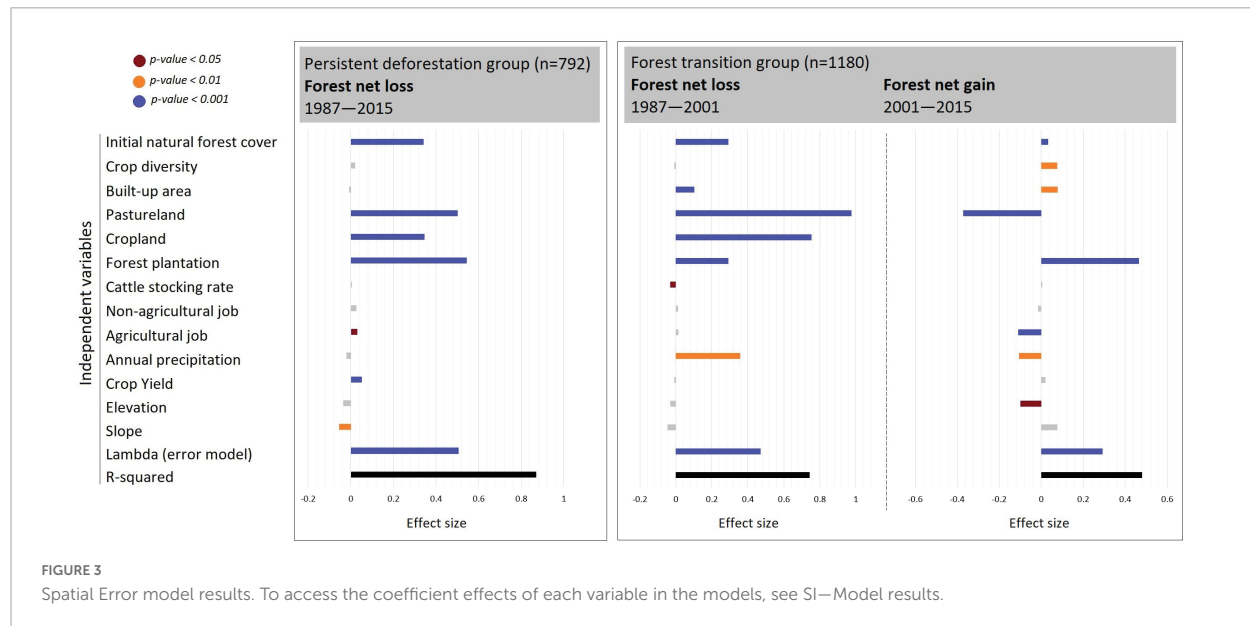 p-value < 0.05
p-value < 0.01
p-value < 0.001
Persistent deforestation group (n=792)
Forest net loss
1987—2015
Forest transition group (n=1180)
Forest net loss
1987—2001
Forest net gain
2001—2015
Independent variables
Initial natural forest cover
Crop diversity
Built-up area
Pastureland
Cropland
Forest plantation
Cattle stocking rate
Non-agricultural job
Agricultural job
Annual precipitation
Crop Yield
Elevation
Slope
Lambda (error model)
R-squared
-0.2 0 0.2 0.4 0.6 0.8 1
Effect size
-0.2 0 0.2 0.4 0.6 0.8 1
Effect size
-0.6 -0.4 -0.2 0 0.2 0.4 0.6
Effect size
FIGURE 3
Spatial Error model results. To access the coefficient effects of each variable in the models, see SI—Model results.